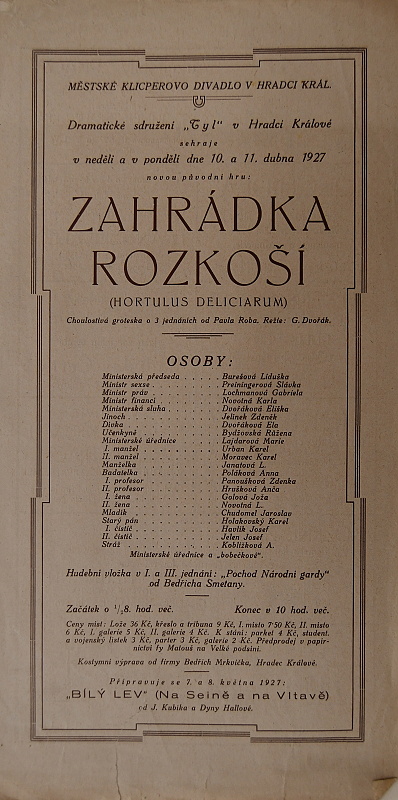 MĚSTSKÉ KLICPEROVO DIVADLO V HRADCI KRÁL.
Dramatické sdružení „Tyl“ v Hradci Králové
sehraje
v neděli a v pondělí dne 10. a 11. dubna 1927
novou původní hru:
ZAHRÁDKA
ROZKOŠÍ
(HORTULUS DELICIARUM)
Choulostivá groteska o 3 jednáních od Pavla Roba. Režie: G. Dvořák.
OSOBY:
Ministerská předseda . . . . . Burešová Liduška
Ministr sexse . . . . . . . . Preiningerová Slávka
Ministr práv . . . . . . . . Lochmanová Gabriela
Ministr financí . . . . . . . Novotná Karla
Ministerská sluha . . . . . . Dvořáková Eliška
Jinoch . . . . . . . . . . . Jelínek Zdeněk
Dívka . . . . . . . . . . . Dvořáková Ela
Učenkyně . . . . . . . . . . Bydžovská Růžena
Ministerské úřednice . . . . . Lajdarová Marie
I. manžel . . . . . . . . . . Urban Karel
II. manžel . . . . . . . . . Moravec Karel
Manželka . . . . . . . . . . Janatová L.
Badatelka . . . . . . . . . . Poláková Anna
I. profesor . . . . . . . . . Panoušková Zdenka
II. profesor . . . . . . . . . Hrušková Anča
I. žena . . . . . . . . . . . Golová Joža
II. žena . . . . . . . . . . Novotná L.
Mladík . . . . . . . . . . . Chudomel Jaroslav
Starý pán . . . . . . . . . . Holakovský Karel
I. čistič . . . . . . . . . . Havlík Josef
II. čistič . . . . . . . . . . Jelen Josef
Stráž . . . . . . . . . . . Koblížková A.
Ministerské úřednice a „bobečkové“.
Hudební vložka v I. a III. jednání: „Pochod Národní gardy“
od Bedřicha Smetany.
Začátek o 1/28. hod. več. Konec v 10 hod. več.
Ceny míst: Lože 36 Kč, křeslo a tribuna 9 Kč, I. místo 7·50 Kč, II. místo
6 Kč, I. galerie 5 Kč, II. galerie 4 Kč. K stání: parket 4 Kč, student.
a vojenský lístek 3 Kč, parter 3 Kč, galerie 2 Kč. Předprodej v papír-
nictví fy Matouš na Velké podsíni.
Kostymní výprava od firmy Bedřich Mrkvička, Hradec Králové.
Připravuje se 7. a 8. května 1927:
„BÍLÝ LEV“ (Na Seině a na Vltavě)
od J. Kubíka a Dyny Hallové.